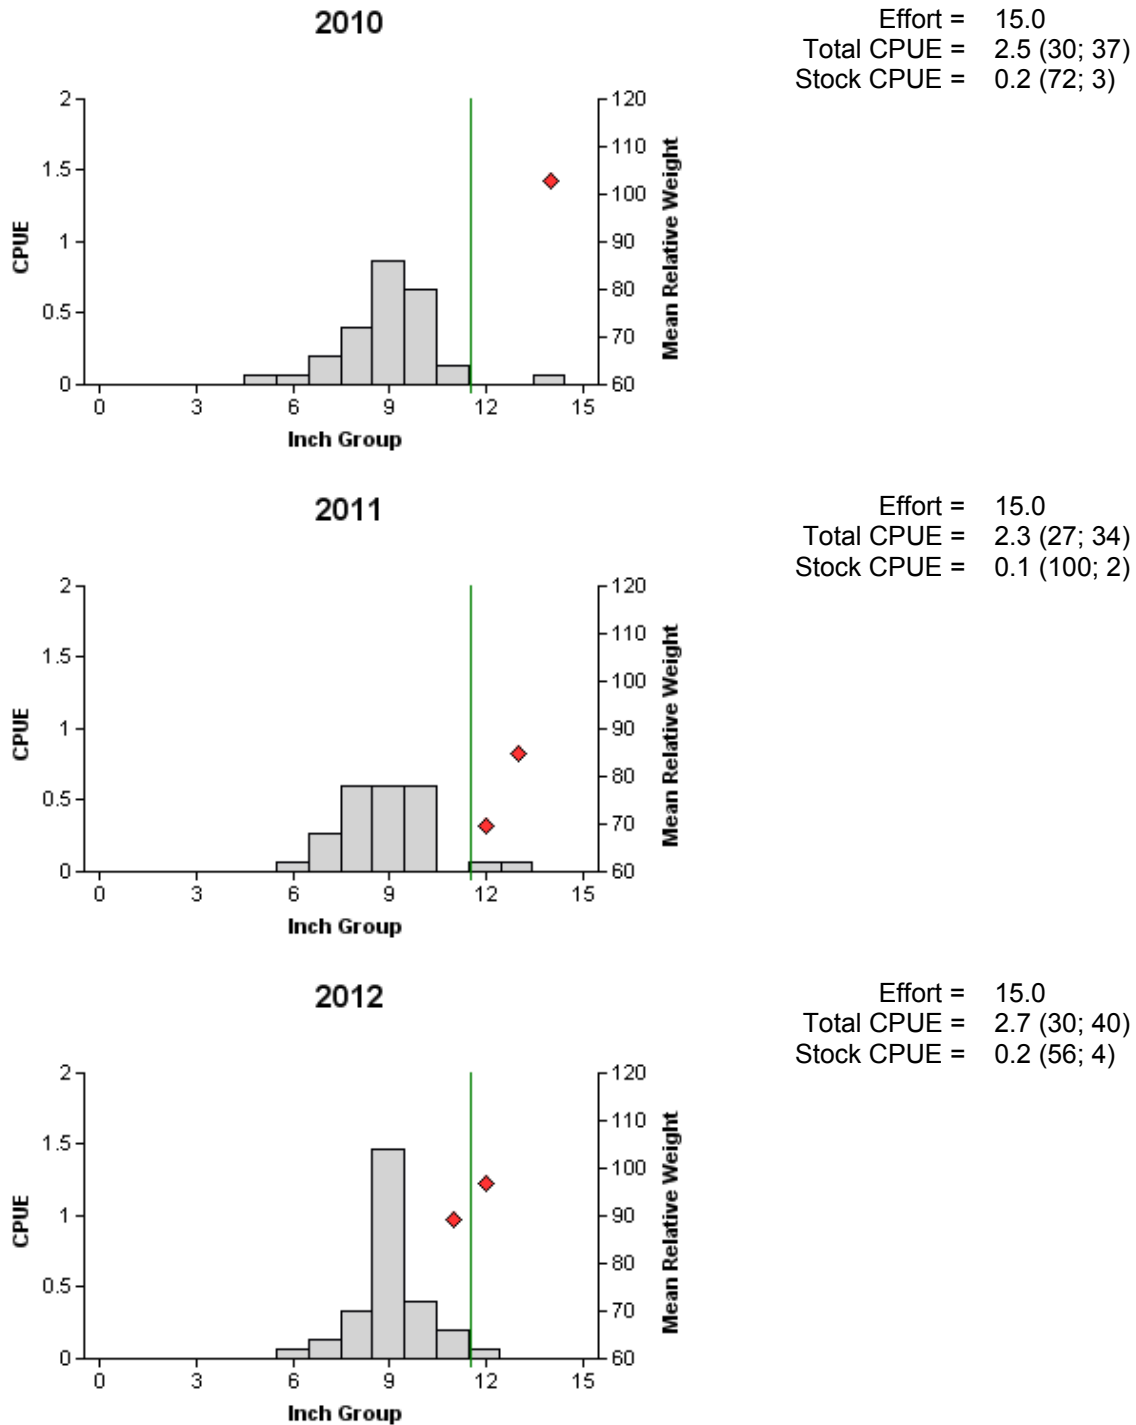 2010
Effort = 15.0
Total CPUE = 2.5 (30; 37)
Stock CPUE = 0.2 (72; 3)
2
1.5
1
0.5
0
CPUE
120
110
100
90
80
70
60
Mean Relative Weight
0 3 6 9 12 15
Inch Group
2011
Effort = 15.0
Total CPUE = 2.3 (27; 34)
Stock CPUE = 0.1 (100; 2)
2
1.5
1
0.5
0
CPUE
120
110
100
90
80
70
60
Mean Relative Weight
0 3 6 9 12 15
Inch Group
2012
Effort = 15.0
Total CPUE = 2.7 (30; 40)
Stock CPUE = 0.2 (56; 4)
2
1.5
1
0.5
0
CPUE
120
110
100
90
80
70
60
Mean Relative Weight
0 3 6 9 12 15
Inch Group